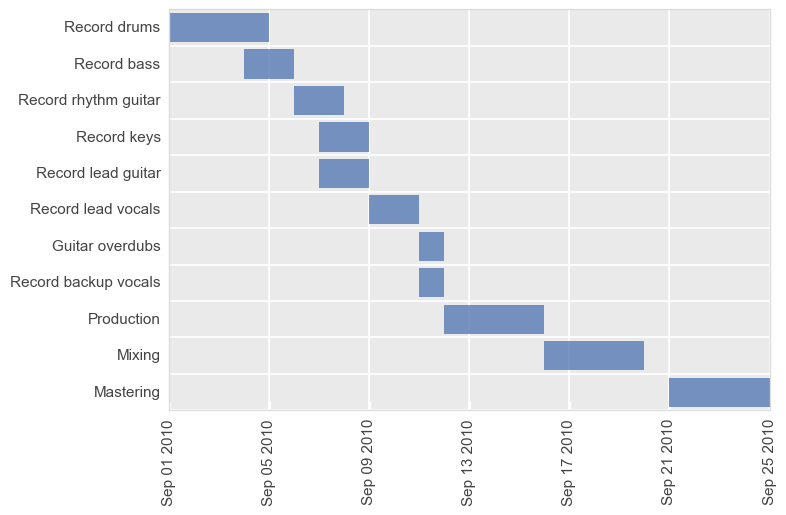 Record drums
Record bass
Record rhythm guitar
Record keys
Record lead guitar
Record lead vocals
Guitar overdubs
Record backup vocals
Production
Mixing
Mastering
Sep 01 2010
Sep 05 2010
Sep 09 2010
Sep 13 2010
Sep 17 2010
Sep 21 2010
Sep 25 2010